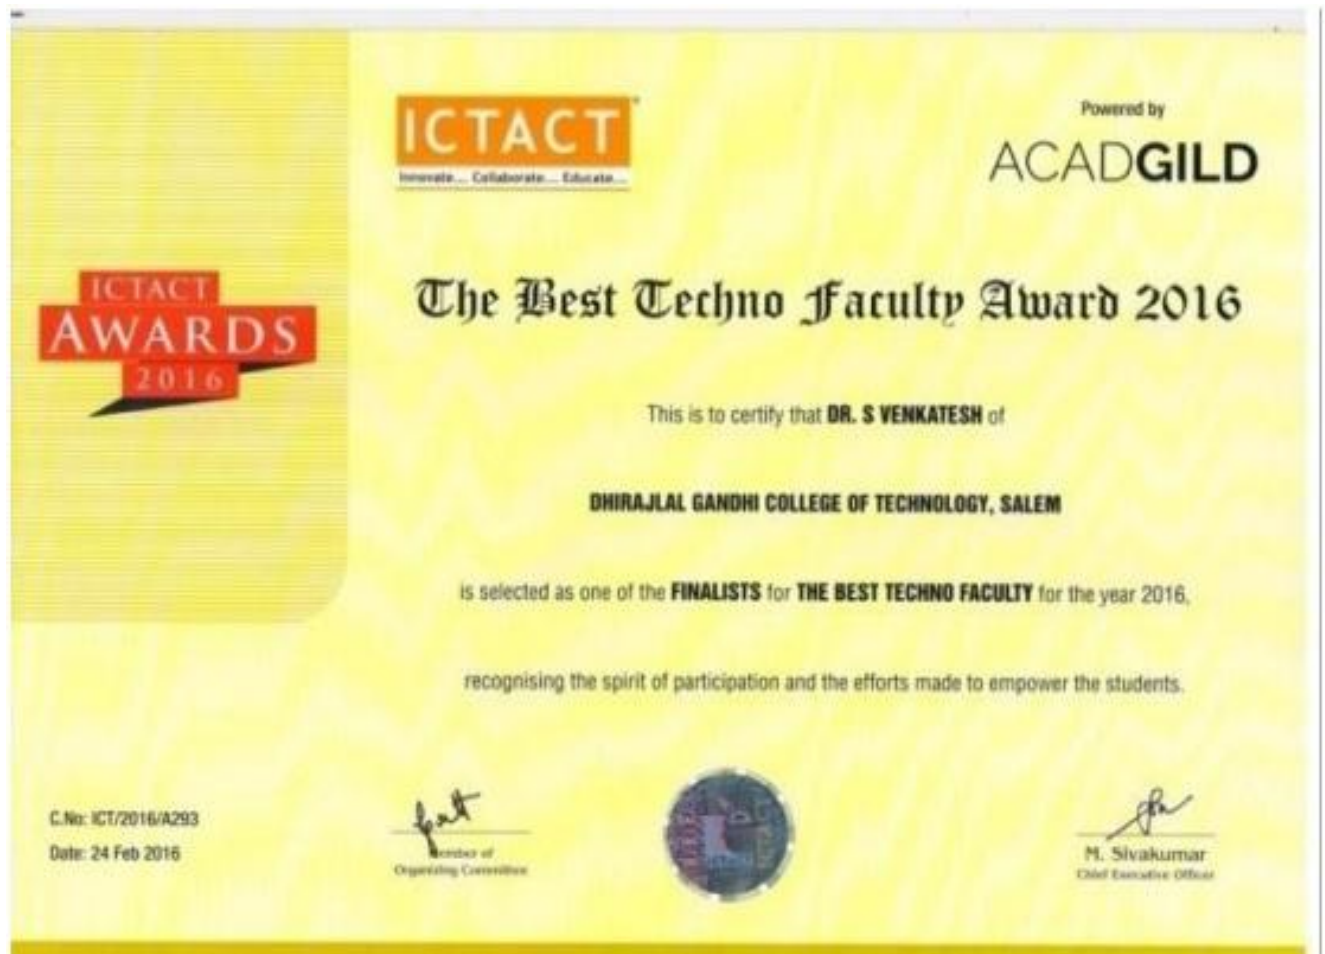 ICTACT
Innovate... Collaborate... Educate...
Powered by
ACADGILD
ICTACT
AWARDS
2016
The Best Techno Faculty Award 2016
This is to certify that DR. S VENKATESH of
DHIRAJLAL GANDHI COLLEGE OF TECHNOLOGY, SALEM
is selected as one of the FINALISTS for THE BEST TECHNO FACULTY for the year 2016,
recognising the spirit of participation and the efforts made to empower the students.
C.No: ICT/2016/A293
Date: 24 Feb 2016
Member of
Organizing Committee
M. Sivakumar
Chief Executive Officer